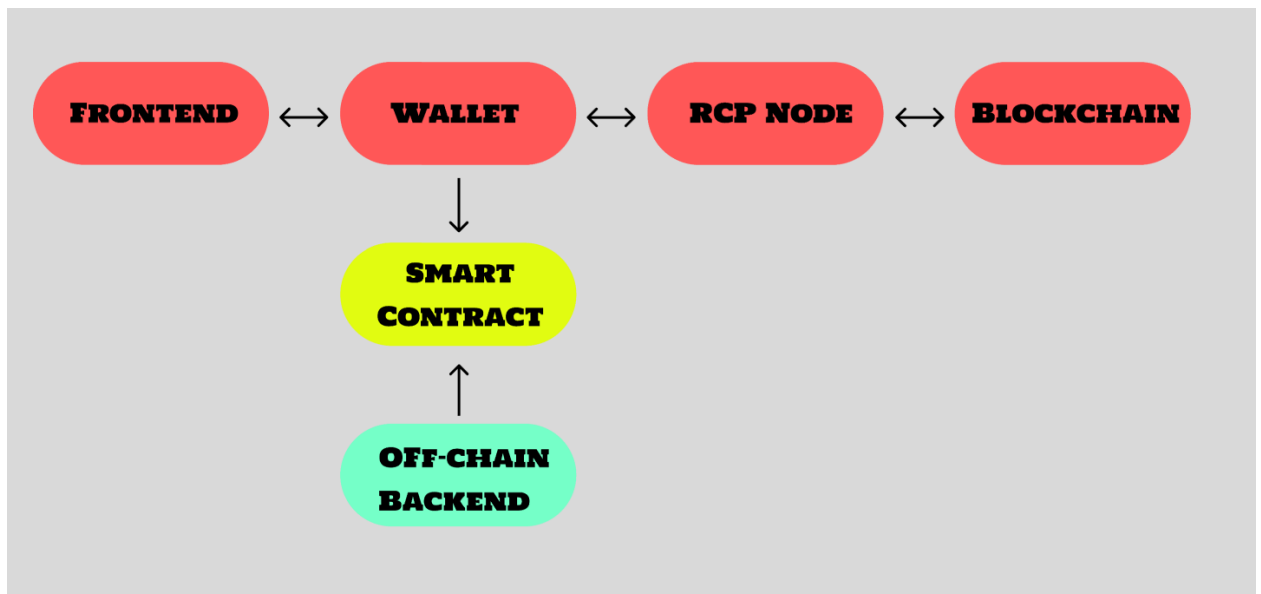 Frontend
Wallet
RCP Node
Blockchain
Smart
Contract
OFf-chain
Backend